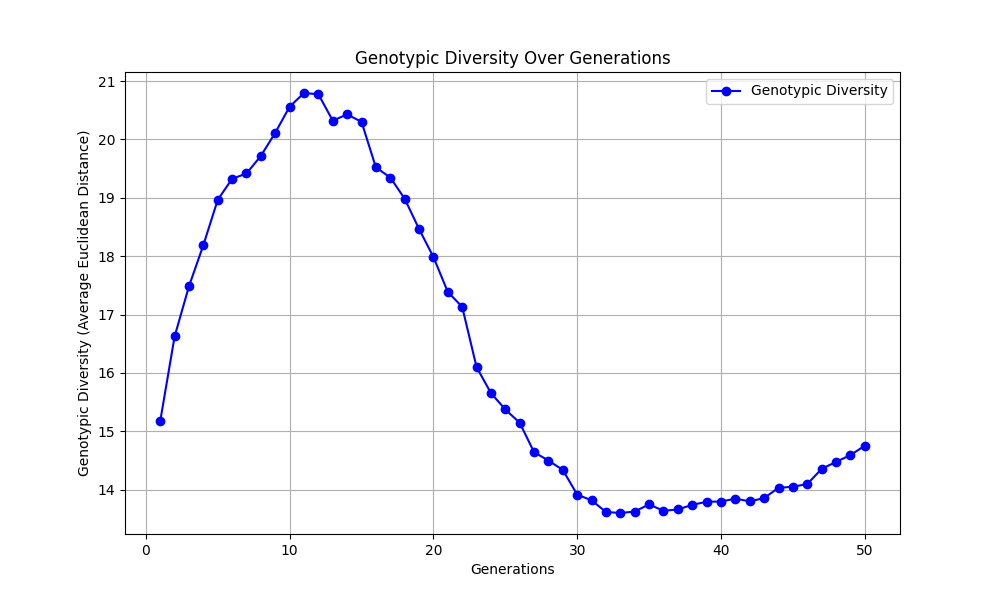 Genotypic Diversity Over Generations
Genotypic Diversity
Genotypic Diversity (Average Euclidean Distance)
21
20
19
18
17
16
15
14
0 10 20 30 40 50
Generations